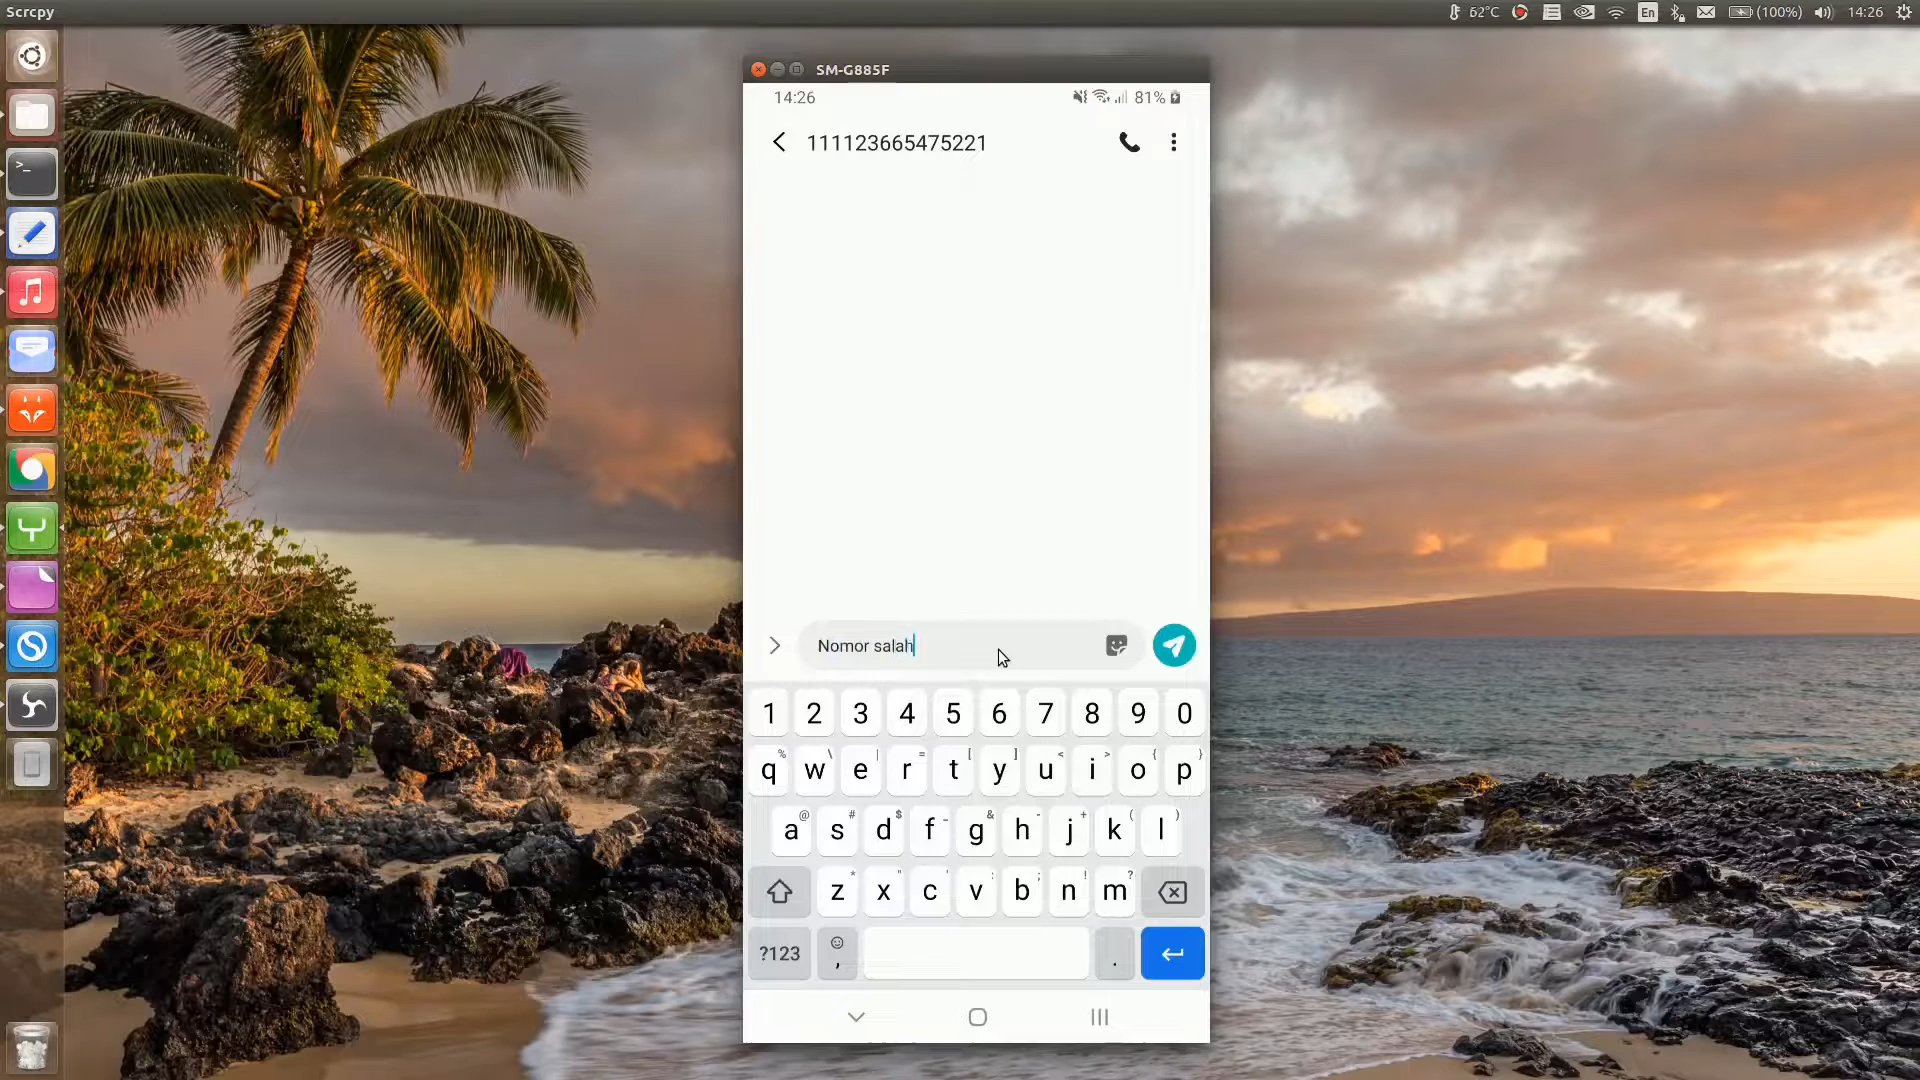 Scrcpy
62°C En (100%) 14:26
SM-G885F
14:26 81%
111123665475221
Nomor salah
1 2 3 4 5 6 7 8 9 0
q % w \ e | r = t [ y ] u < i > o { p }
a @ s # d $ f _ g & h - j + k ( l )
z * x " c ' v : b ; n ! m ?
?123 , .